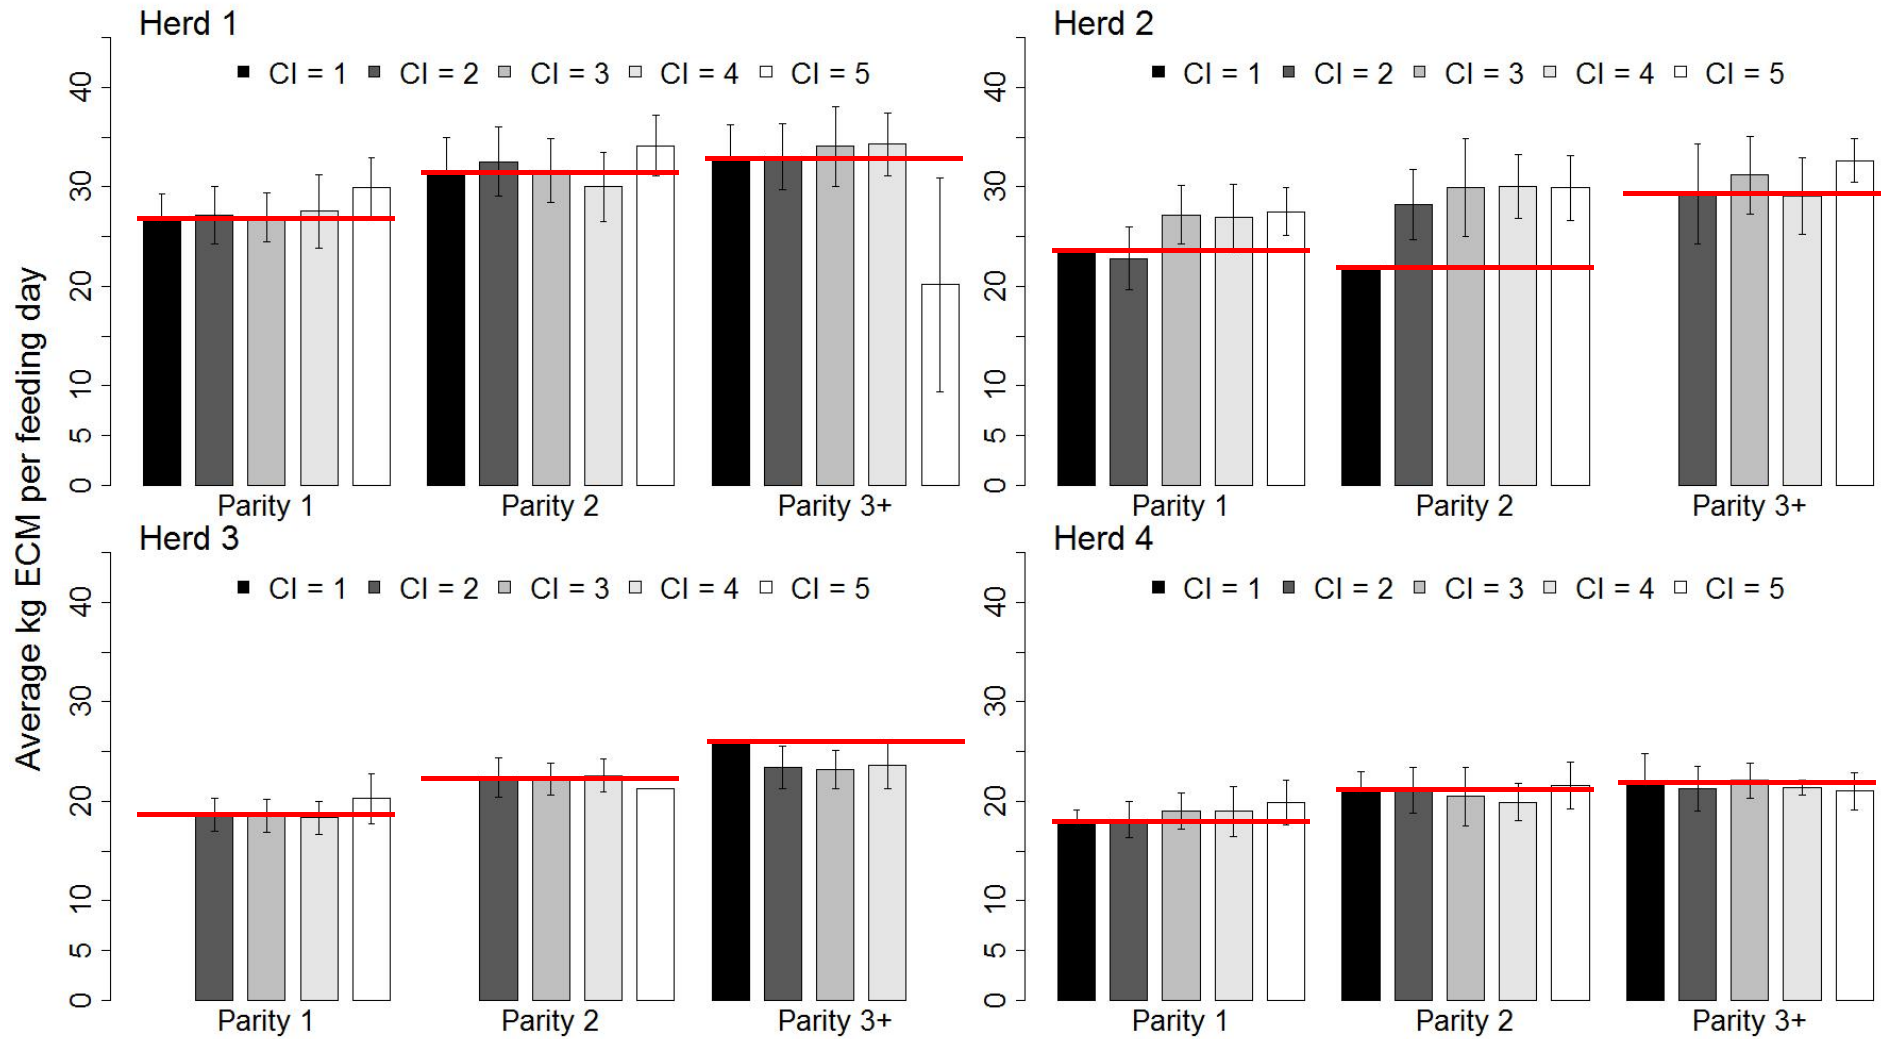 Average kg ECM per feeding day
Herd 1
CI = 1 CI = 2 CI = 3 CI = 4 CI = 5
40
30
20
10
5
0
Parity 1 Parity 2 Parity 3+
Herd 2
CI = 1 CI = 2 CI = 3 CI = 4 CI = 5
40
30
20
10
5
0
Parity 1 Parity 2 Parity 3+
Herd 3
CI = 1 CI = 2 CI = 3 CI = 4 CI = 5
40
30
20
10
5
0
Parity 1 Parity 2 Parity 3+
Herd 4
CI = 1 CI = 2 CI = 3 CI = 4 CI = 5
40
30
20
10
5
0
Parity 1 Parity 2 Parity 3+